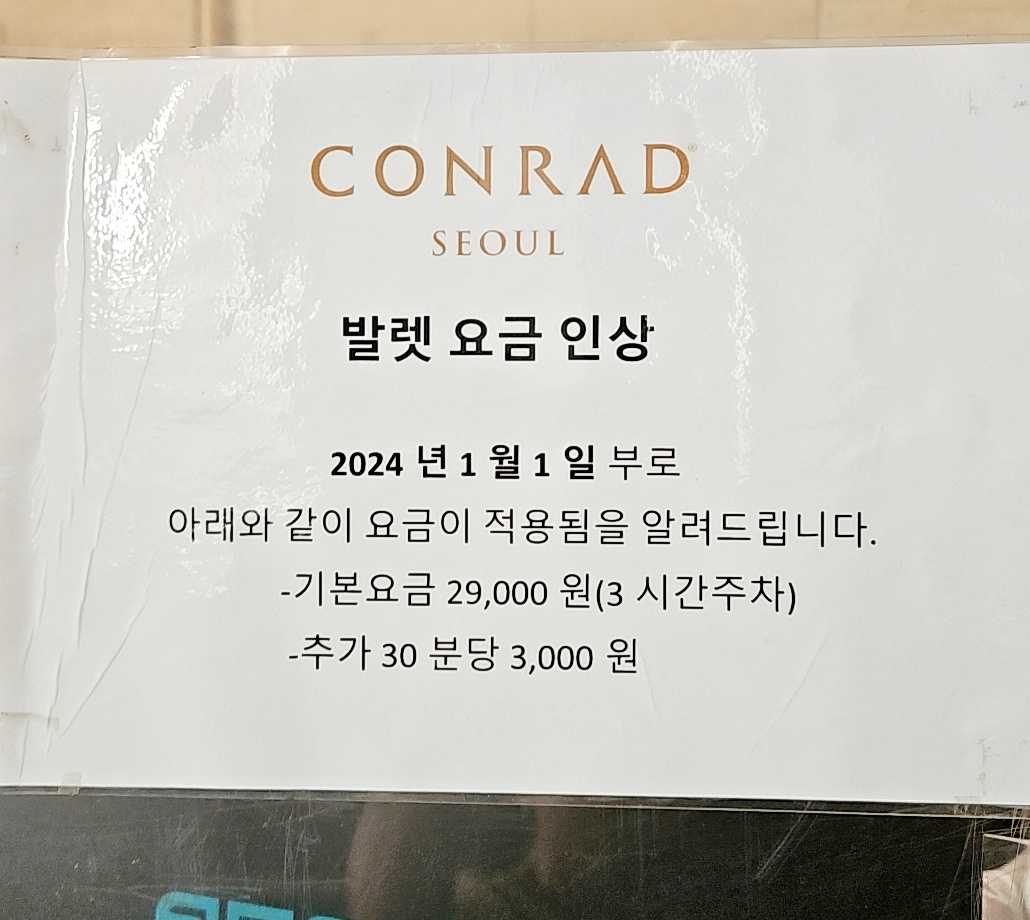 CONRAD®
SEOUL
발렛 요금 인상
2024 년 1 월 1 일 부로
아래와 같이 요금이 적용됨을 알려드립니다.
-기본요금 29,000 원(3 시간주차)
-추가 30 분당 3,000 원